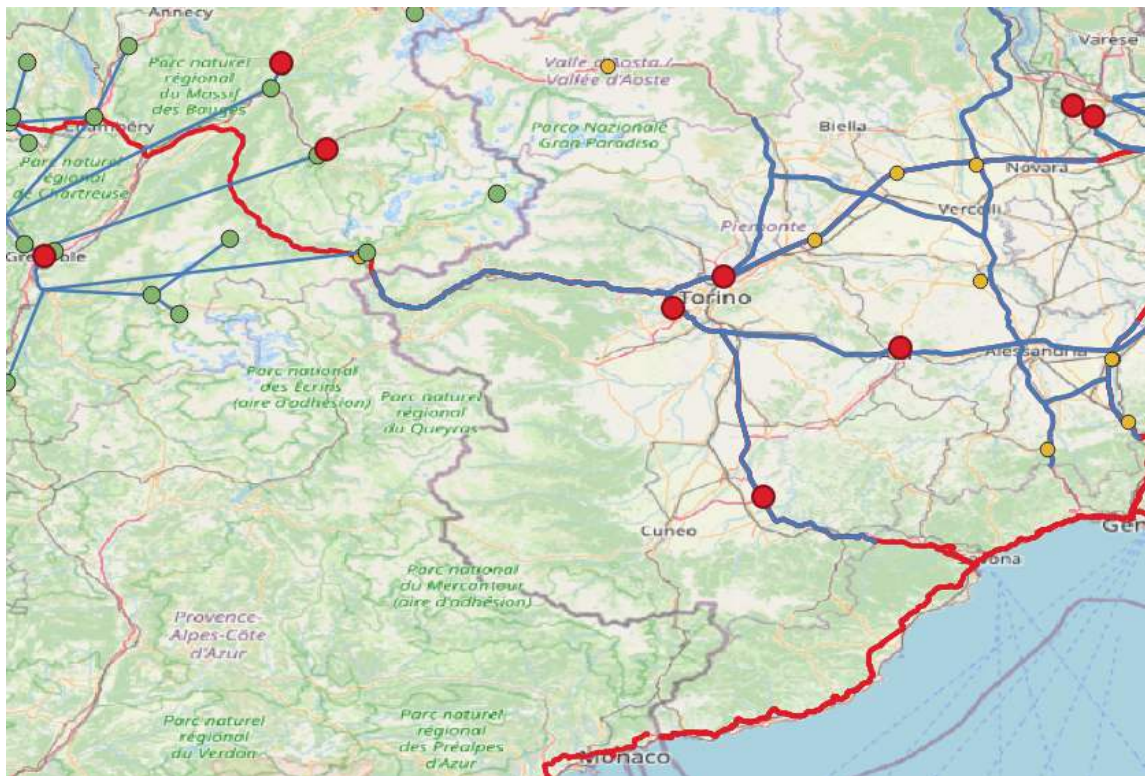 Annecy
Varese
Parc naturel
régional
du Massif
des Bauges
Valle d'Aosta /
Vallée d'Aoste
Chambéry
Biella
Parco Nazionale
Gran Paradiso
Parc naturel
régional
de Chartreuse
Novara
Vercelli
Piemonte
Grenoble
Torino
Alessandria
Parc national
des Ecrins
(aire d'adhésion)
Parc naturel
régional
du Queyras
Cuneo
Gen
Savona
Parc national
du Mercantour
(aire d'adhésion)
Provence-
Alpes-Côte
d'Azur
Parc naturel
régional
du Verdon
Parc naturel
régional
des Préalpes
d'Azur
Monaco